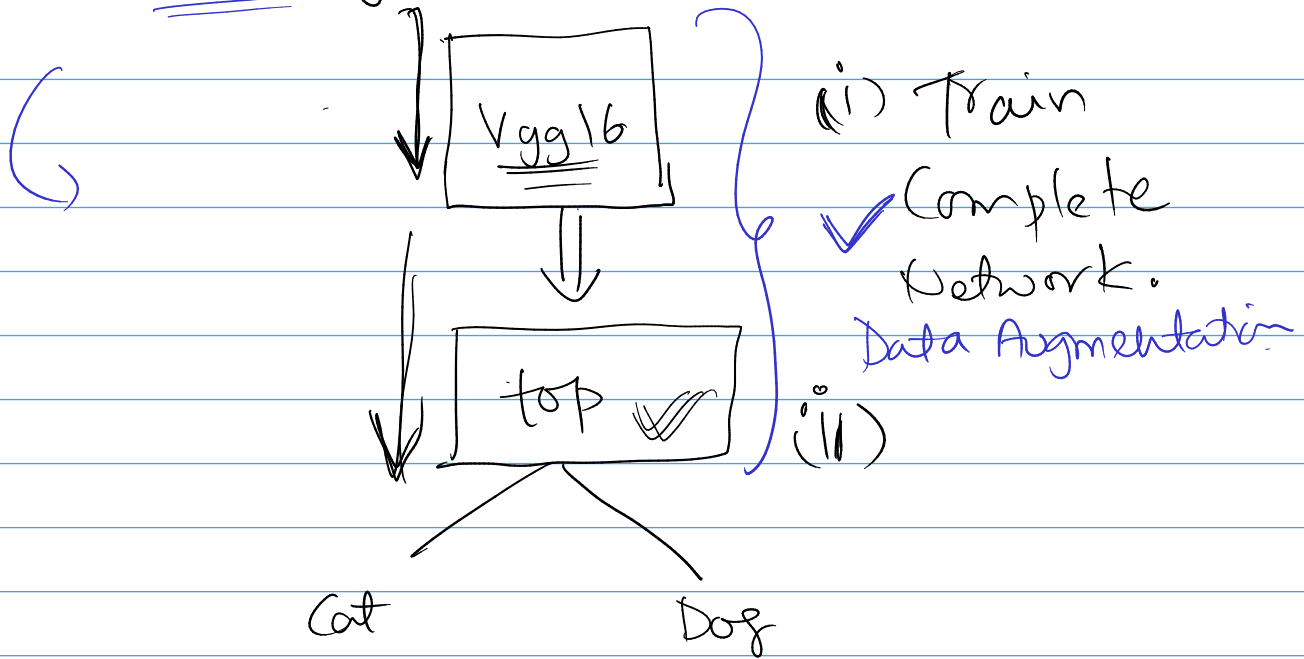 Vgg16
(i) Train
Complete
Network.
Data Augmentation
top
(ii)
Cat
Dog